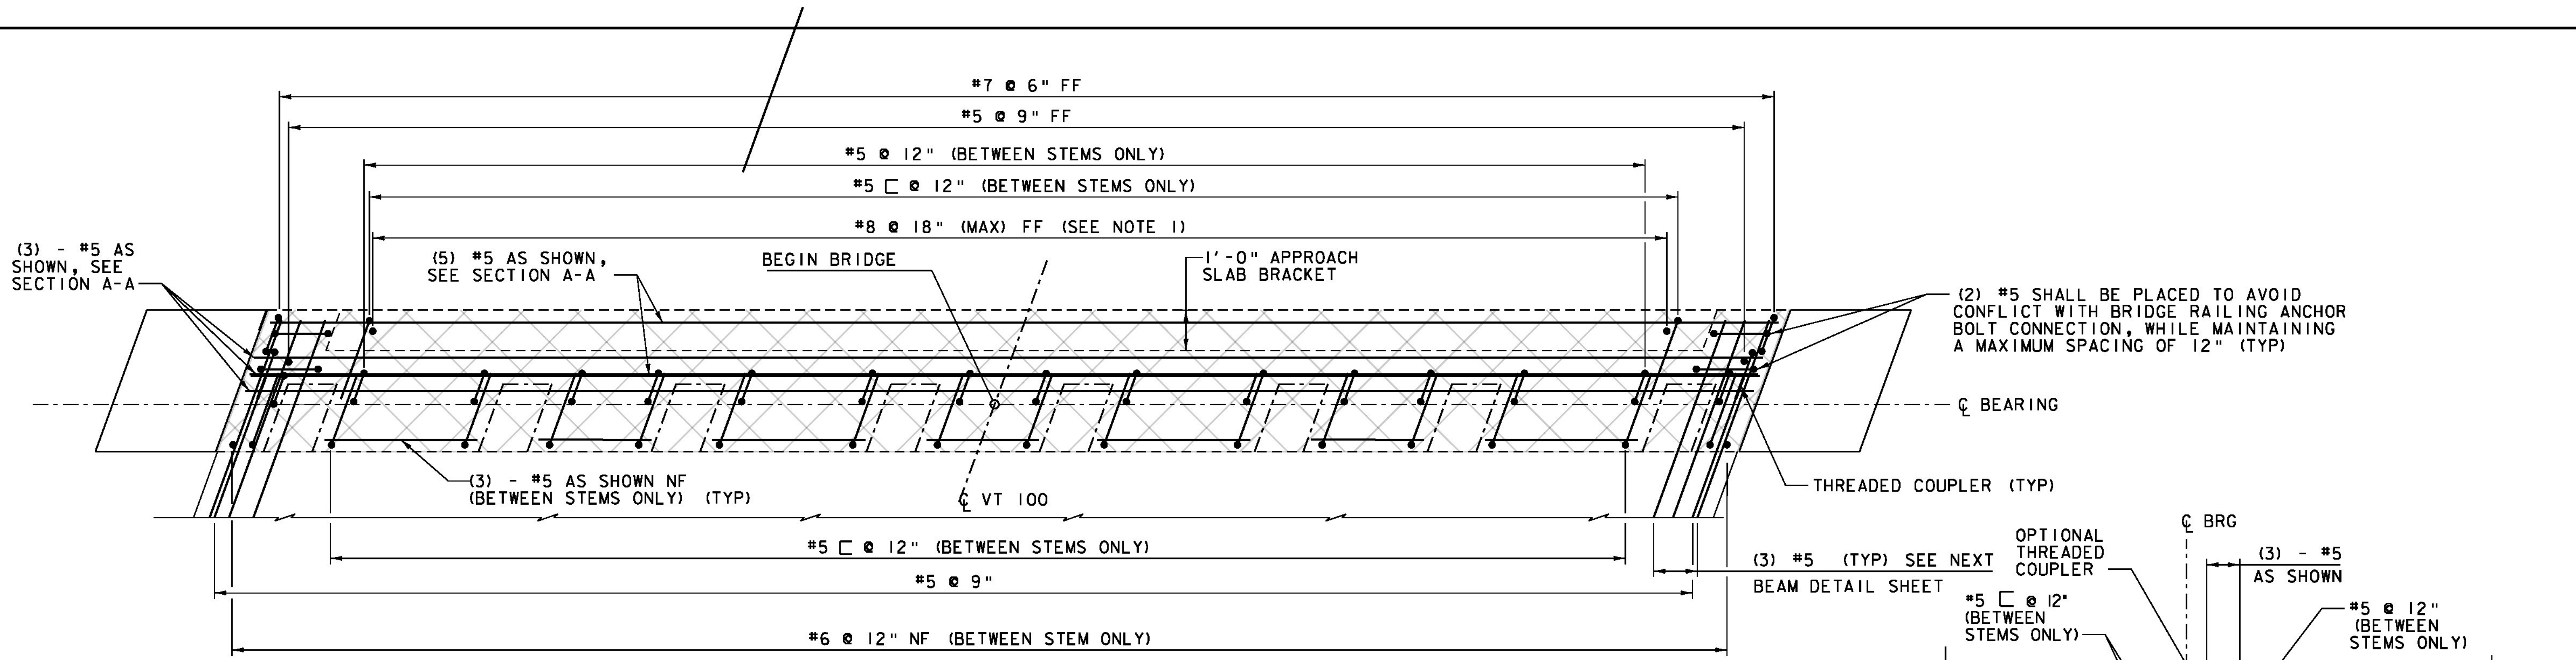 #7 @ 6" FF
#5 @ 9" FF
#5 @ 12" (BETWEEN STEMS ONLY)
#5 ⊏ @ 12" (BETWEEN STEMS ONLY)
#8 @ 18" (MAX) FF (SEE NOTE 1)
(3) - #5 AS
SHOWN, SEE
SECTION A-A
(5) #5 AS SHOWN,
SEE SECTION A-A
BEGIN BRIDGE
1'-0" APPROACH
SLAB BRACKET
(2) #5 SHALL BE PLACED TO AVOID
CONFLICT WITH BRIDGE RAILING ANCHOR
BOLT CONNECTION, WHILE MAINTAINING
A MAXIMUM SPACING OF 12" (TYP)
℄ BEARING
(3) - #5 AS SHOWN NF
(BETWEEN STEMS ONLY) (TYP)
℄ VT 100
THREADED COUPLER (TYP)
#5 ⊏ @ 12" (BETWEEN STEMS ONLY)
#5 @ 9"
#6 @ 12" NF (BETWEEN STEM ONLY)
(3) #5 (TYP) SEE NEXT
BEAM DETAIL SHEET
OPTIONAL
THREADED
COUPLER
℄ BRG
(3) - #5
AS SHOWN
#5 ⊏ @ 12"
(BETWEEN
STEMS ONLY)
#5 @ 12"
(BETWEEN
STEMS ONLY)